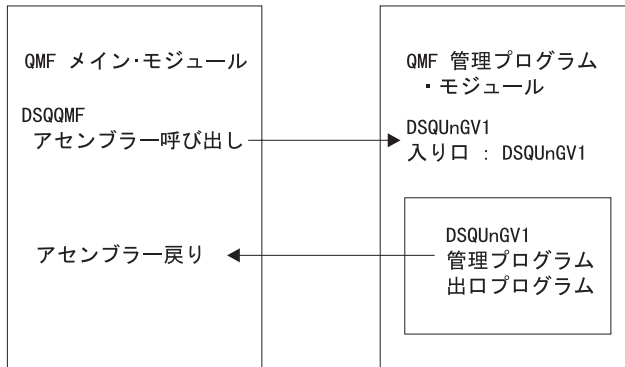 QMF メイン・モジュール
DSQQMF
アセンブラー呼び出し
アセンブラー戻り
QMF 管理プログラム
・モジュール
DSQUnGV1
入り口 : DSQUnGV1
DSQUnGV1
管理プログラム
出口プログラム